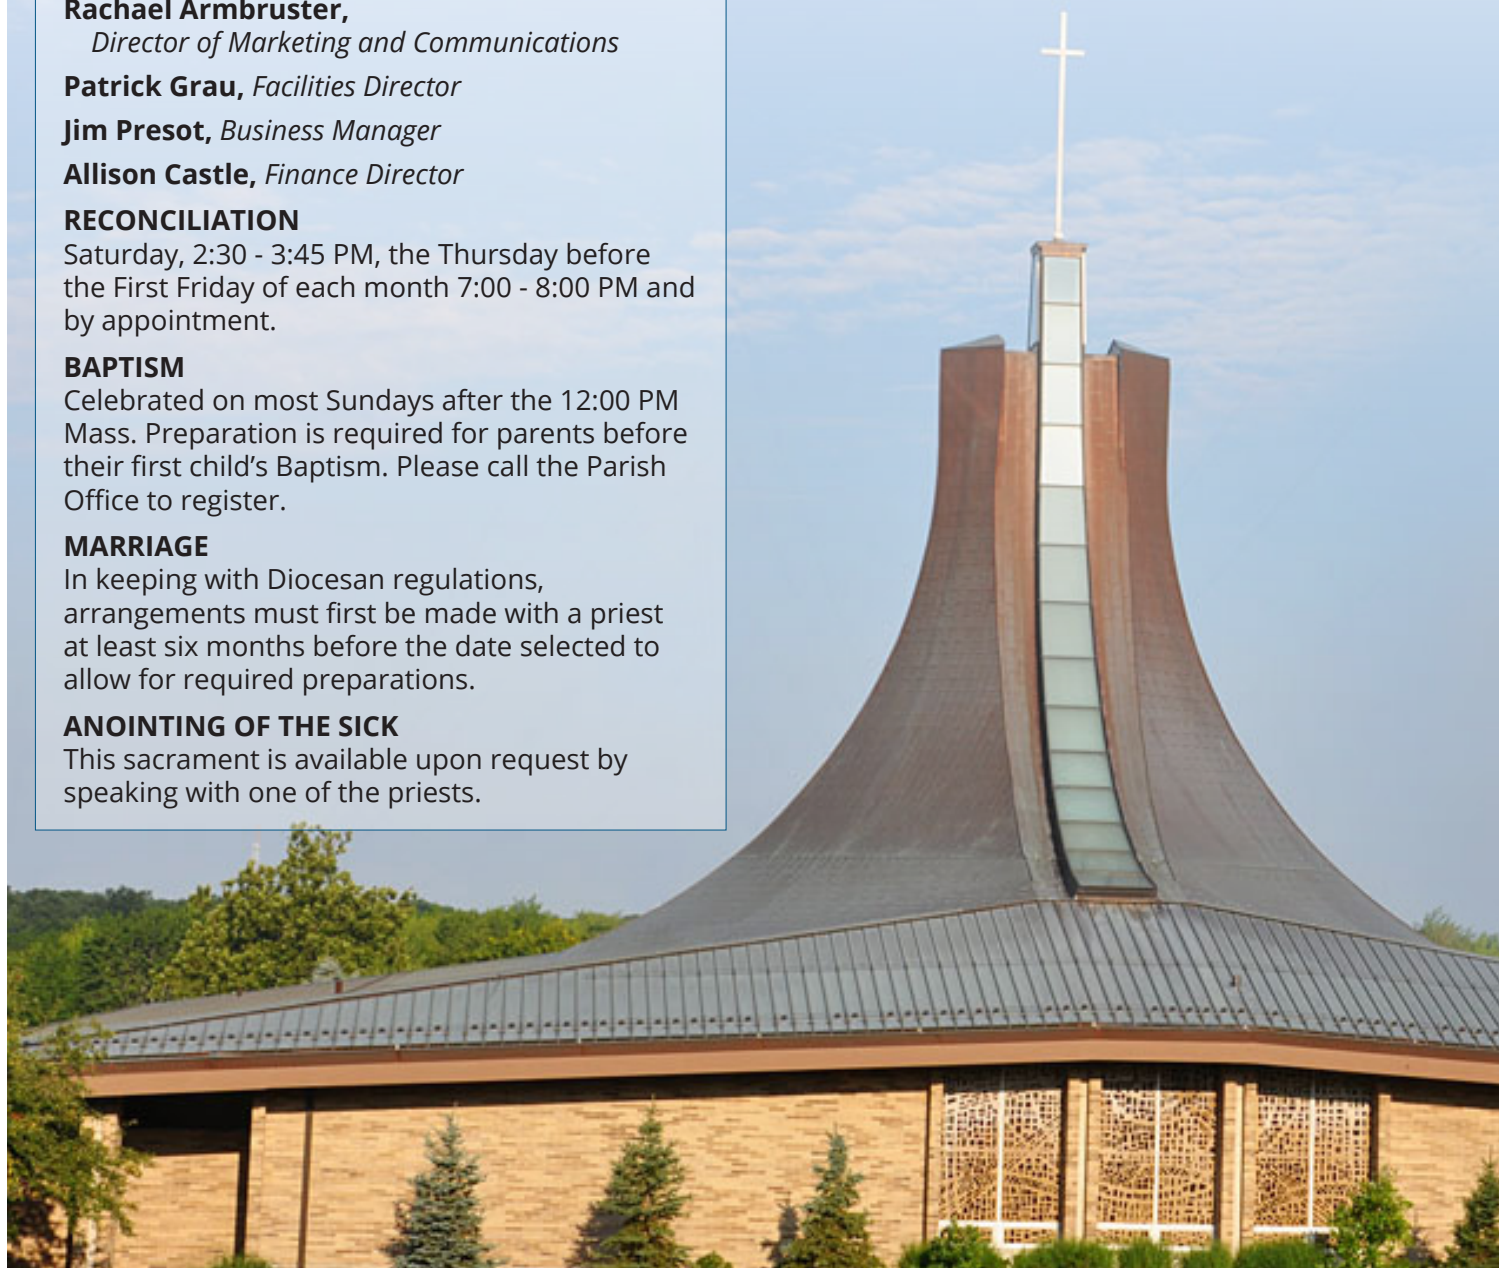 Rachael Armbruster,
Director of Marketing and Communications
Patrick Grau, Facilities Director
Jim Presot, Business Manager
Allison Castle, Finance Director
RECONCILIATION
Saturday, 2:30 - 3:45 PM, the Thursday before
the First Friday of each month 7:00 - 8:00 PM and
by appointment.
BAPTISM
Celebrated on most Sundays after the 12:00 PM
Mass. Preparation is required for parents before
their first child’s Baptism. Please call the Parish
Office to register.
MARRIAGE
In keeping with Diocesan regulations,
arrangements must first be made with a priest
at least six months before the date selected to
allow for required preparations.
ANOINTING OF THE SICK
This sacrament is available upon request by
speaking with one of the priests.